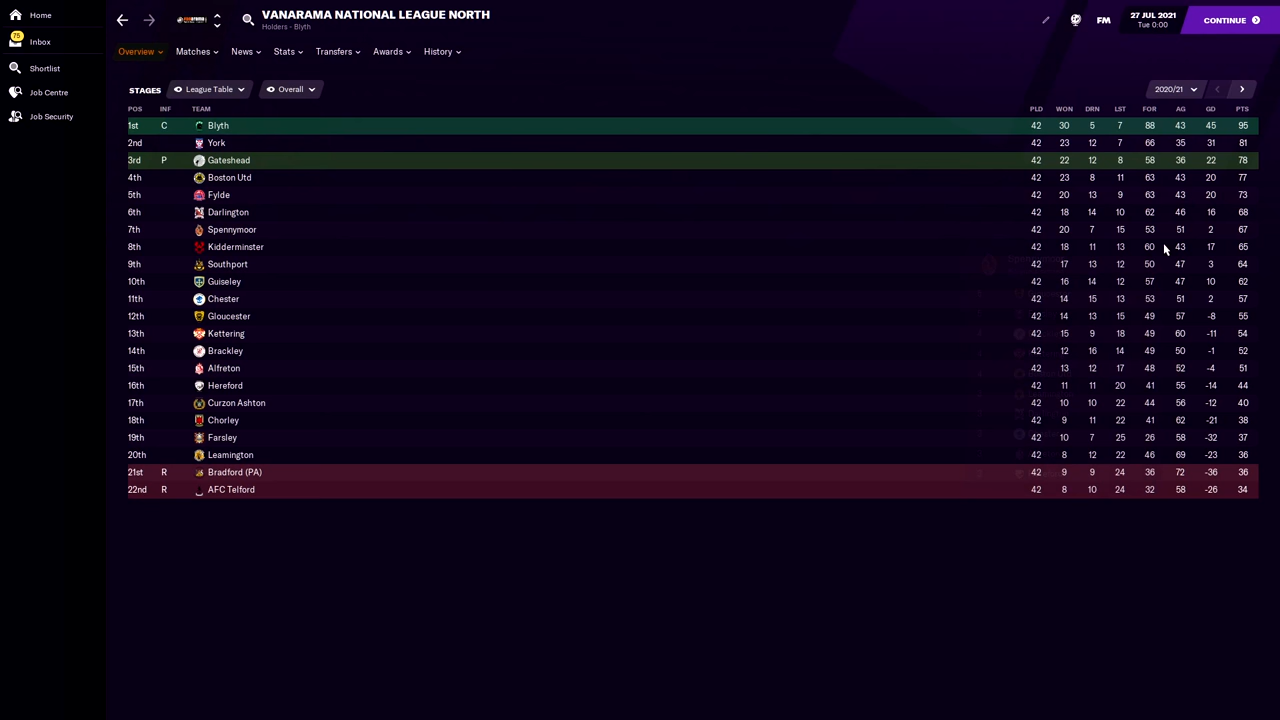 Home
75
Inbox
Shortlist
Job Centre
Job Security
VANARAMA NATIONAL LEAGUE NORTH
Holders - Blyth
FM
27 JUL 2021
Tue 0:00
CONTINUE
Overview Matches News Stats Transfers Awards History
STAGES League Table Overall 2020/21
POS INF TEAM PLD WON DRN LST FOR AG GD PTS
1st C Blyth 42 30 5 7 88 43 45 95
2nd York 42 23 12 7 66 35 31 81
3rd P Gateshead 42 22 12 8 58 36 22 78
4th Boston Utd 42 23 8 11 63 43 20 77
5th Fylde 42 20 13 9 63 43 20 73
6th Darlington 42 18 14 10 62 46 16 68
7th Spennymoor 42 20 7 15 53 51 2 67
8th Kidderminster 42 18 11 13 60 43 17 65
9th Southport 42 17 13 12 50 47 3 64
10th Guiseley 42 16 14 12 57 47 10 62
11th Chester 42 14 15 13 53 51 2 57
12th Gloucester 42 14 13 15 49 57 -8 55
13th Kettering 42 15 9 18 49 60 -11 54
14th Brackley 42 12 16 14 49 50 -1 52
15th Alfreton 42 13 12 17 48 52 -4 51
16th Hereford 42 11 11 20 41 55 -14 44
17th Curzon Ashton 42 10 10 22 44 56 -12 40
18th Chorley 42 9 11 22 41 62 -21 38
19th Farsley 42 10 7 25 26 58 -32 37
20th Leamington 42 8 12 22 46 69 -23 36
21st R Bradford (PA) 42 9 9 24 36 72 -36 36
22nd R AFC Telford 42 8 10 24 32 58 -26 34